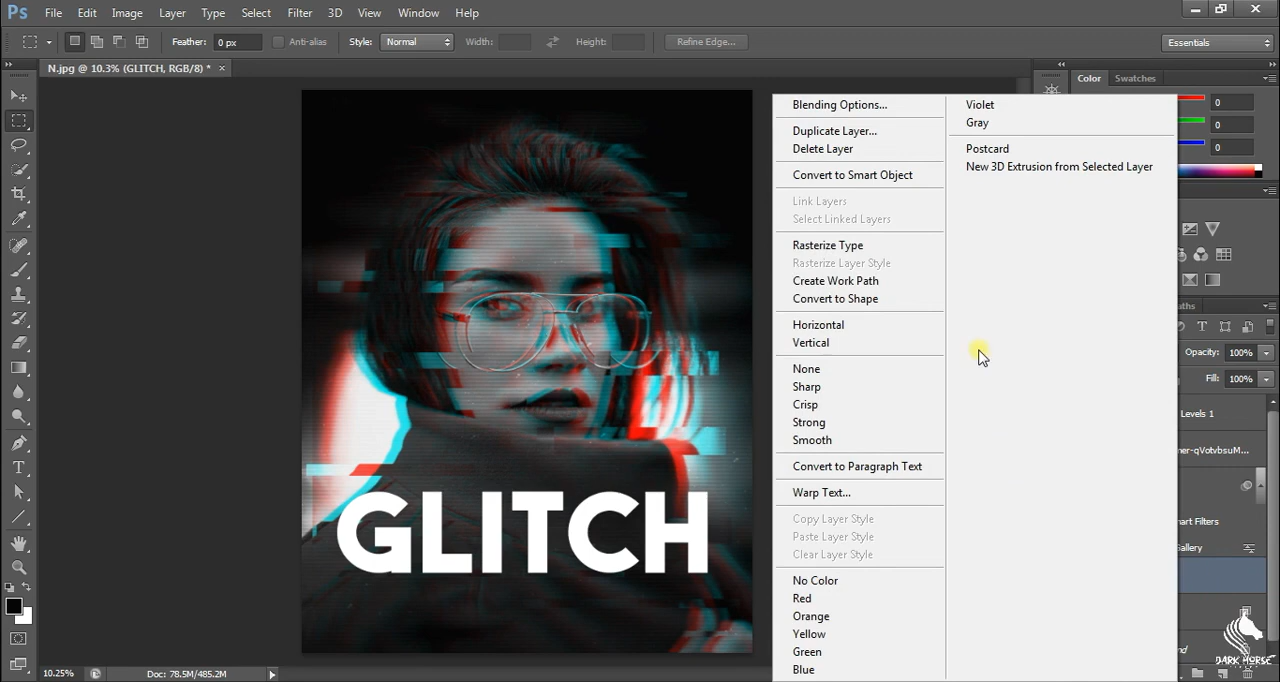 Ps File Edit Image Layer Type Select Filter 3D View Window Help
Feather: 0 px Anti-alias Style: Normal Width: Height: Refine Edge... Essentials
N.jpg @ 10.3% (GLITCH, RGB/8) * ×
Color Swatches
0
0
0
Blending Options...
Duplicate Layer...
Delete Layer
Convert to Smart Object
Link Layers
Select Linked Layers
Rasterize Type
Rasterize Layer Style
Create Work Path
Convert to Shape
Horizontal
Vertical
None
Sharp
Crisp
Strong
Smooth
Convert to Paragraph Text
Warp Text...
Copy Layer Style
Paste Layer Style
Clear Layer Style
No Color
Red
Orange
Yellow
Green
Blue
Violet
Gray
Postcard
New 3D Extrusion from Selected Layer
aths
Opacity: 100%
Fill: 100%
Levels 1
ner-qVotvbsuM...
nart Filters
Gallery
GLITCH
DARK HORSE
10.25% Doc: 78.5M/485.2M